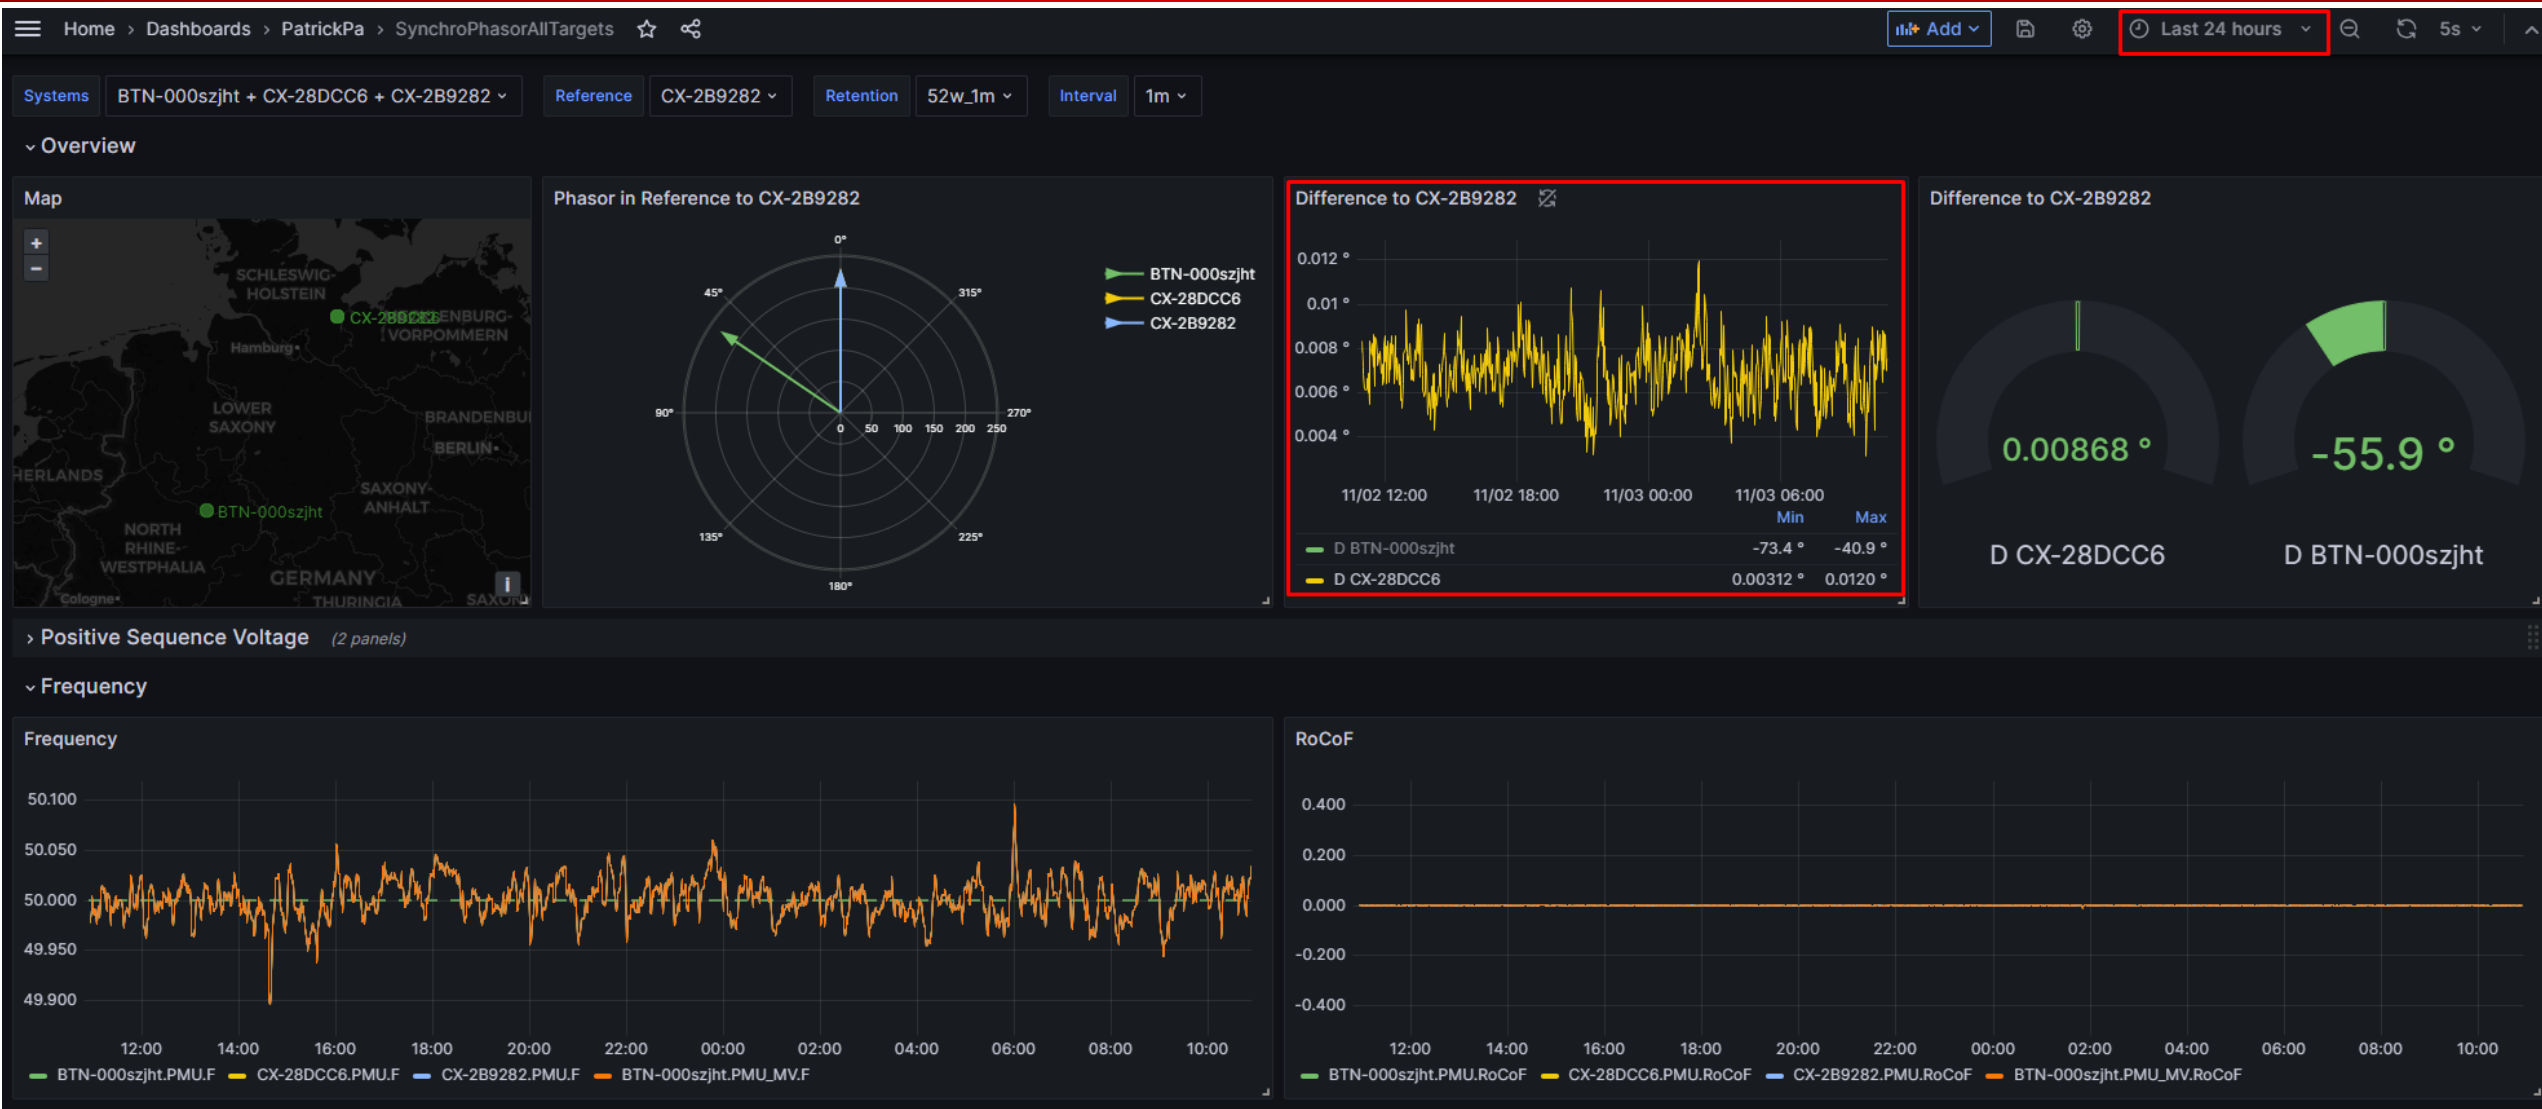 Home › Dashboards › PatrickPa › SynchroPhasorAllTargets
Add
Last 24 hours
5s
Systems BTN-000szjht + CX-28DCC6 + CX-2B9282
Reference CX-2B9282
Retention 52w_1m
Interval 1m
Overview
Map
+
−
SCHLESWIG-
HOLSTEIN
VORPOMMERN
Hamburg
LOWER
SAXONY
BRANDENBU
BERLIN
HERLANDS
SAXONY-
ANHALT
BTN-000szjht
NORTH
RHINE-
WESTPHALIA
GERMANY
Cologne
THURINGIA
SAXON
i
Phasor in Reference to CX-2B9282
0°
45°
315°
90°
270°
0 50 100 150 200 250
135°
225°
180°
BTN-000szjht
CX-28DCC6
CX-2B9282
Difference to CX-2B9282
0.012 °
0.01 °
0.008 °
0.006 °
0.004 °
11/02 12:00 11/02 18:00 11/03 00:00 11/03 06:00
Min Max
D BTN-000szjht -73.4 ° -40.9 °
D CX-28DCC6 0.00312 ° 0.0120 °
Difference to CX-2B9282
0.00868 °
-55.9 °
D CX-28DCC6
D BTN-000szjht
Positive Sequence Voltage (2 panels)
Frequency
Frequency
50.100
50.050
50.000
49.950
49.900
12:00 14:00 16:00 18:00 20:00 22:00 00:00 02:00 04:00 06:00 08:00 10:00
BTN-000szjht.PMU.F CX-28DCC6.PMU.F CX-2B9282.PMU.F BTN-000szjht.PMU_MV.F
RoCoF
0.400
0.200
0.000
-0.200
-0.400
12:00 14:00 16:00 18:00 20:00 22:00 00:00 02:00 04:00 06:00 08:00 10:00
BTN-000szjht.PMU.RoCoF CX-28DCC6.PMU.RoCoF CX-2B9282.PMU.RoCoF BTN-000szjht.PMU_MV.RoCoF